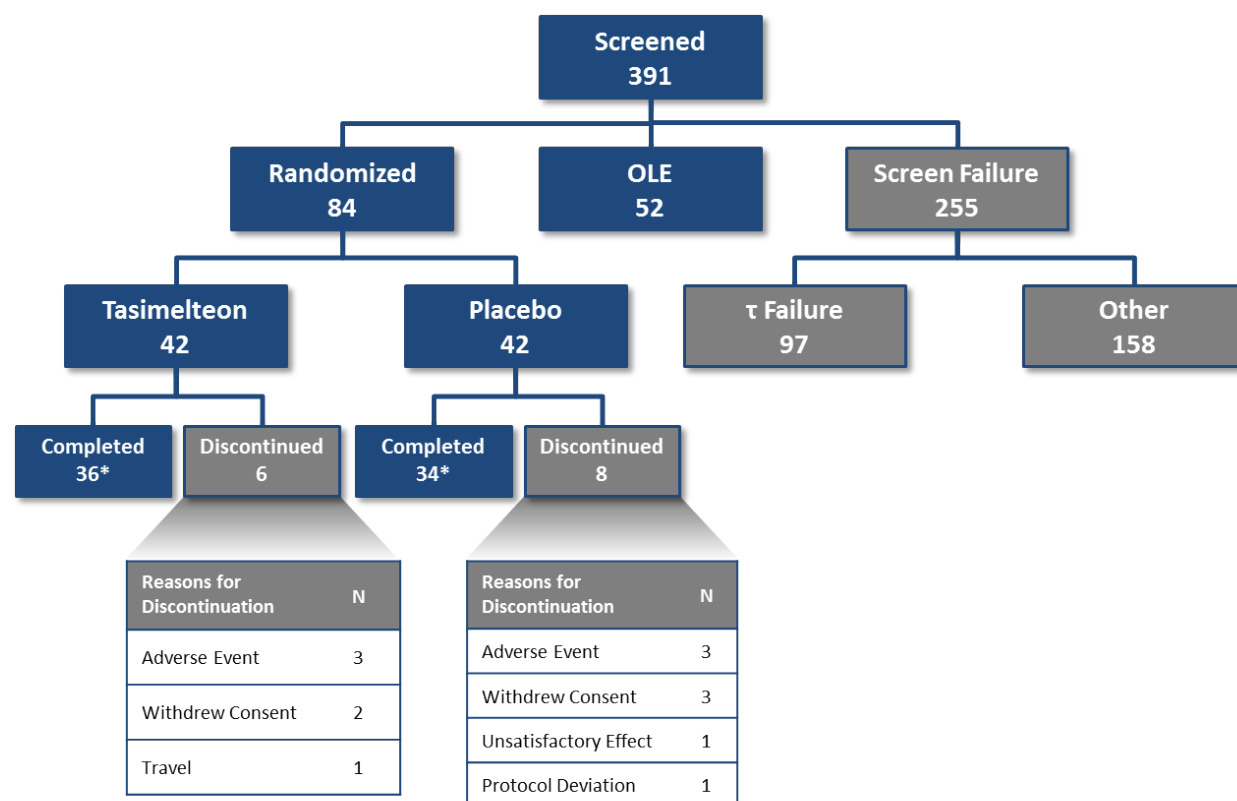 Screened
391
Randomized
84
OLE
52
Screen Failure
255
Tasimelteon
42
Placebo
42
τ Failure
97
Other
158
Completed
36*
Discontinued
6
Completed
34*
Discontinued
8
Reasons for
Discontinuation N
Adverse Event 3
Withdrew Consent 2
Travel 1
Reasons for
Discontinuation N
Adverse Event 3
Withdrew Consent 3
Unsatisfactory Effect 1
Protocol Deviation 1